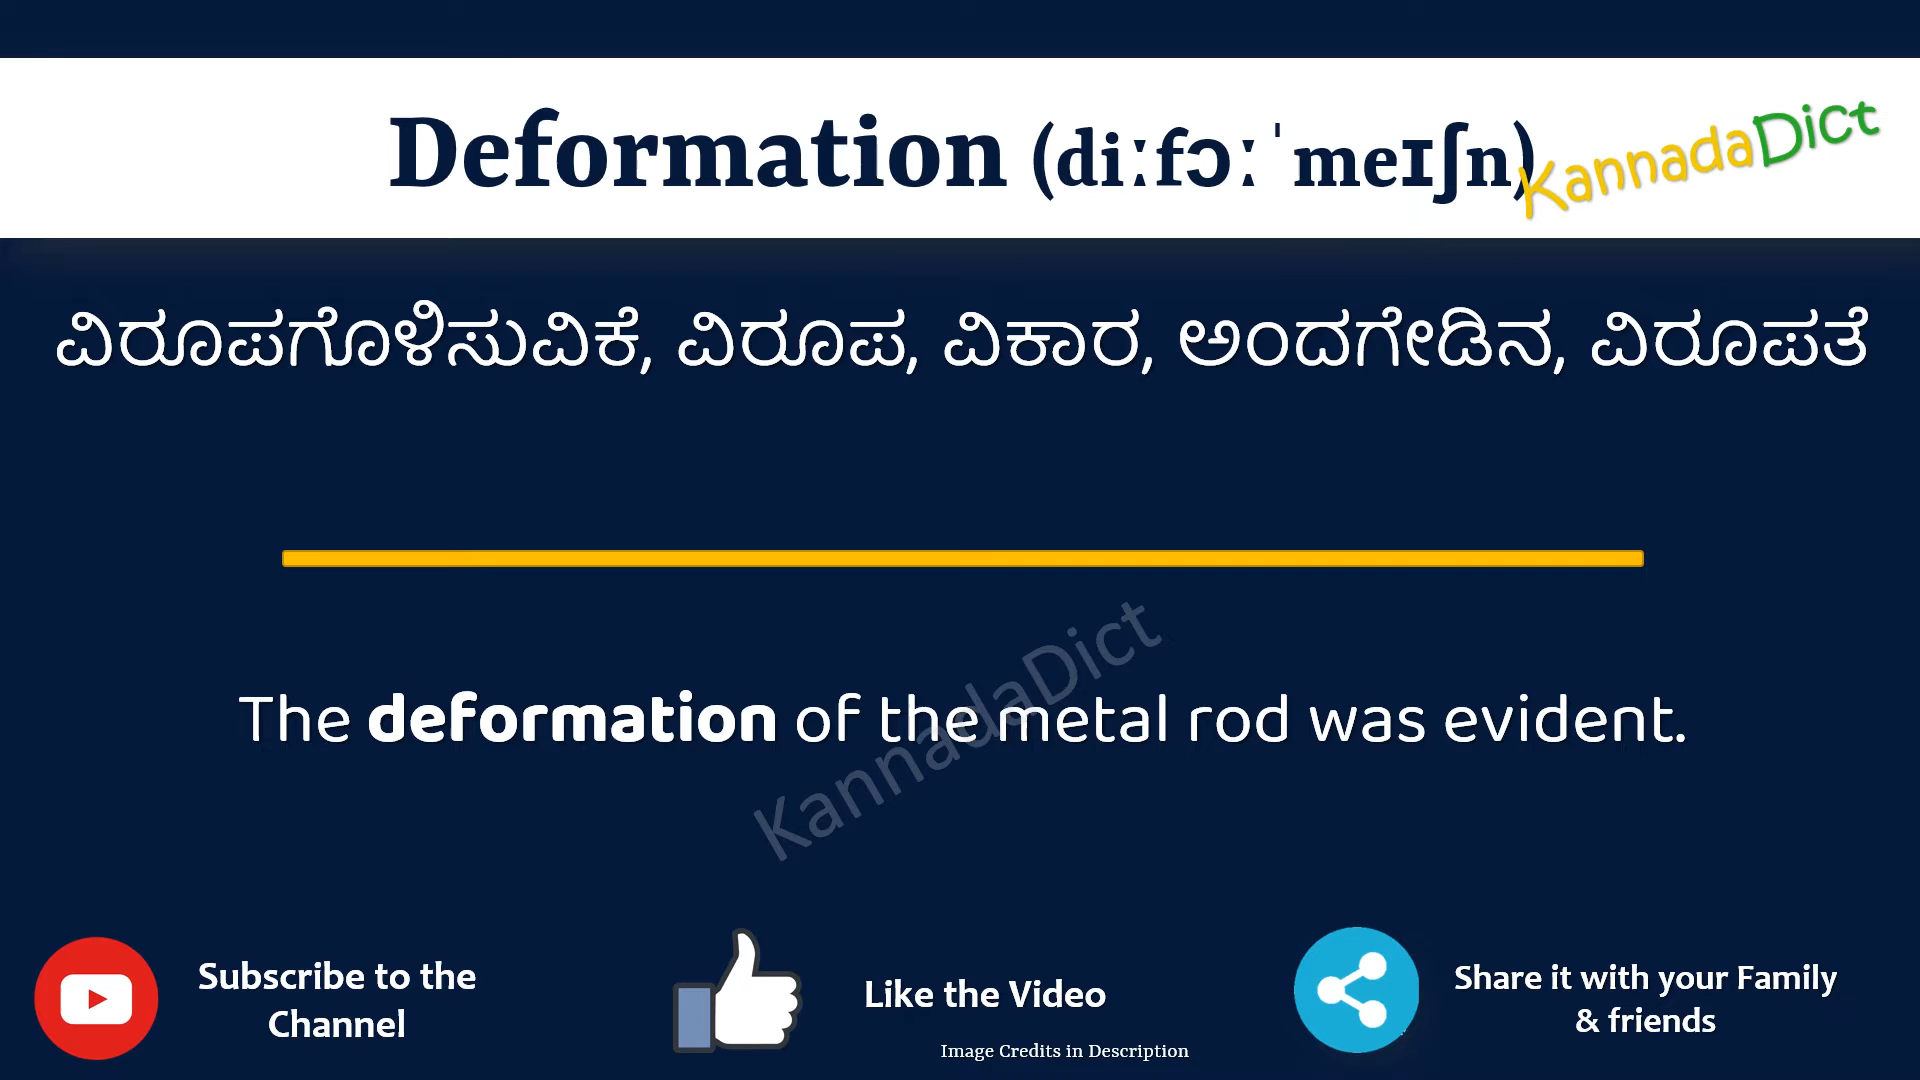 Deformation (diːfɔːˈmeɪʃn)
KannadaDict
ವಿರೂಪಗೊಳಿಸುವಿಕೆ, ವಿರೂಪ, ವಿಕಾರ, ಅಂದಗೇಡಿನ, ವಿರೂಪತೆ
The deformation of the metal rod was evident.
KannadaDict
Subscribe to the
Channel
Like the Video
Share it with your Family
& friends
Image Credits in Description